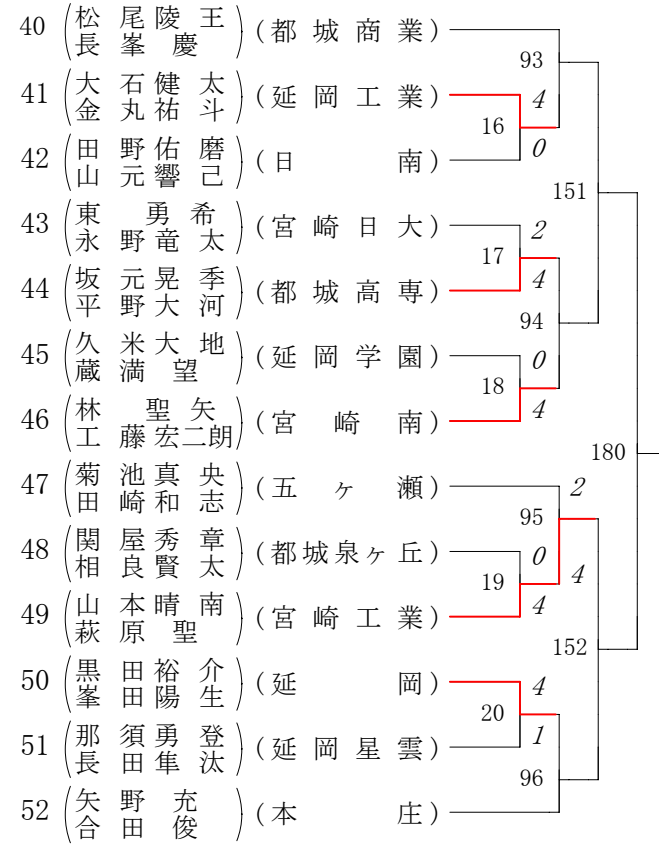 40 (松尾陵王 長峯慶) (都城商業)
93
41 (大石健太 金丸祐斗) (延岡工業)
4
16
0
42 (田野佑磨 山元響己) (日南)
151
43 (東勇希 永野竜太) (宮崎日大)
2
17
4
44 (坂元晃季 平野大河) (都城高専)
94
45 (久米大地 蔵満望) (延岡学園)
0
18
4
46 (林聖矢 工藤宏二朗) (宮崎南)
180
47 (菊池真央 田崎和志) (五ヶ瀬)
2
95
48 (関屋秀章 相良賢太) (都城泉ヶ丘)
0
19
4
4
49 (山本晴南 萩原聖) (宮崎工業)
152
50 (黒田裕介 峯田陽生) (延岡)
4
20
1
51 (那須勇登 長田隼汰) (延岡星雲)
96
52 (矢野充 合田俊) (本庄)